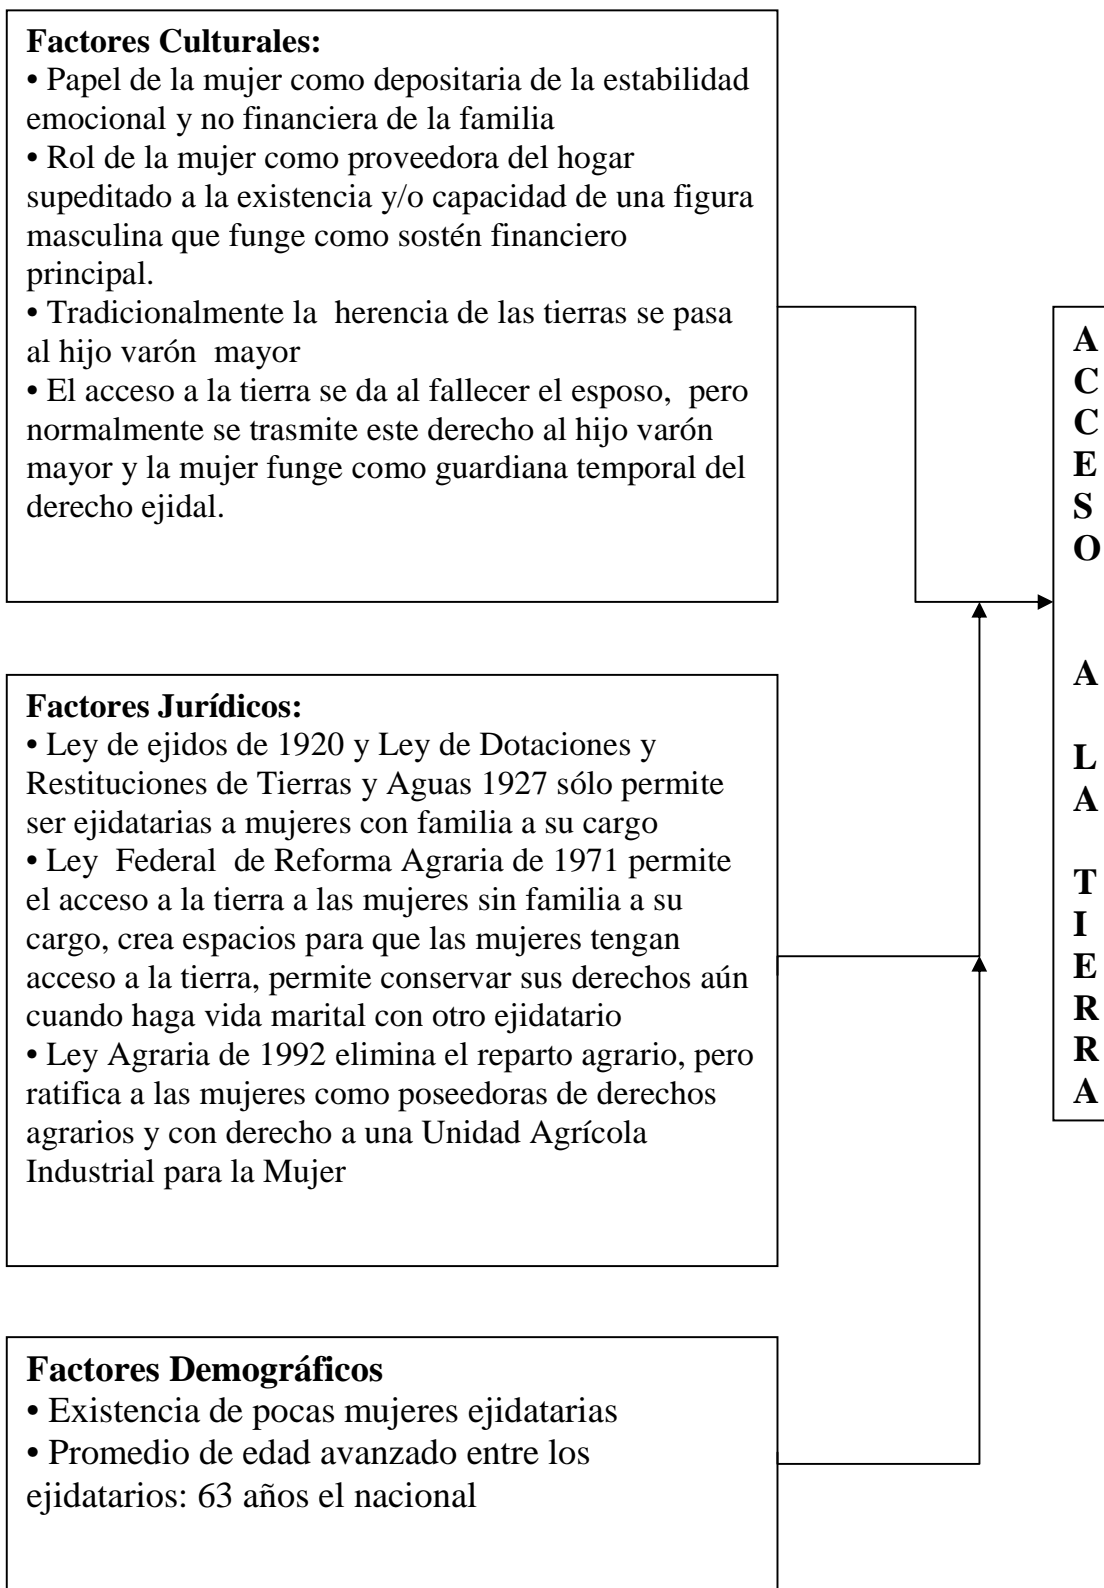 Factores Culturales:
• Papel de la mujer como depositaria de la estabilidad
emocional y no financiera de la familia
• Rol de la mujer como proveedora del hogar
supeditado a la existencia y/o capacidad de una figura
masculina que funge como sostén financiero
principal.
• Tradicionalmente la herencia de las tierras se pasa
al hijo varón mayor
• El acceso a la tierra se da al fallecer el esposo, pero
normalmente se trasmite este derecho al hijo varón
mayor y la mujer funge como guardiana temporal del
derecho ejidal.
Factores Jurídicos:
• Ley de ejidos de 1920 y Ley de Dotaciones y
Restituciones de Tierras y Aguas 1927 sólo permite
ser ejidatarias a mujeres con familia a su cargo
• Ley Federal de Reforma Agraria de 1971 permite
el acceso a la tierra a las mujeres sin familia a su
cargo, crea espacios para que las mujeres tengan
acceso a la tierra, permite conservar sus derechos aún
cuando haga vida marital con otro ejidatario
• Ley Agraria de 1992 elimina el reparto agrario, pero
ratifica a las mujeres como poseedoras de derechos
agrarios y con derecho a una Unidad Agrícola
Industrial para la Mujer
Factores Demográficos
• Existencia de pocas mujeres ejidatarias
• Promedio de edad avanzado entre los
ejidatarios: 63 años el nacional
A
C
C
E
S
O
A
L
A
T
I
E
R
R
A